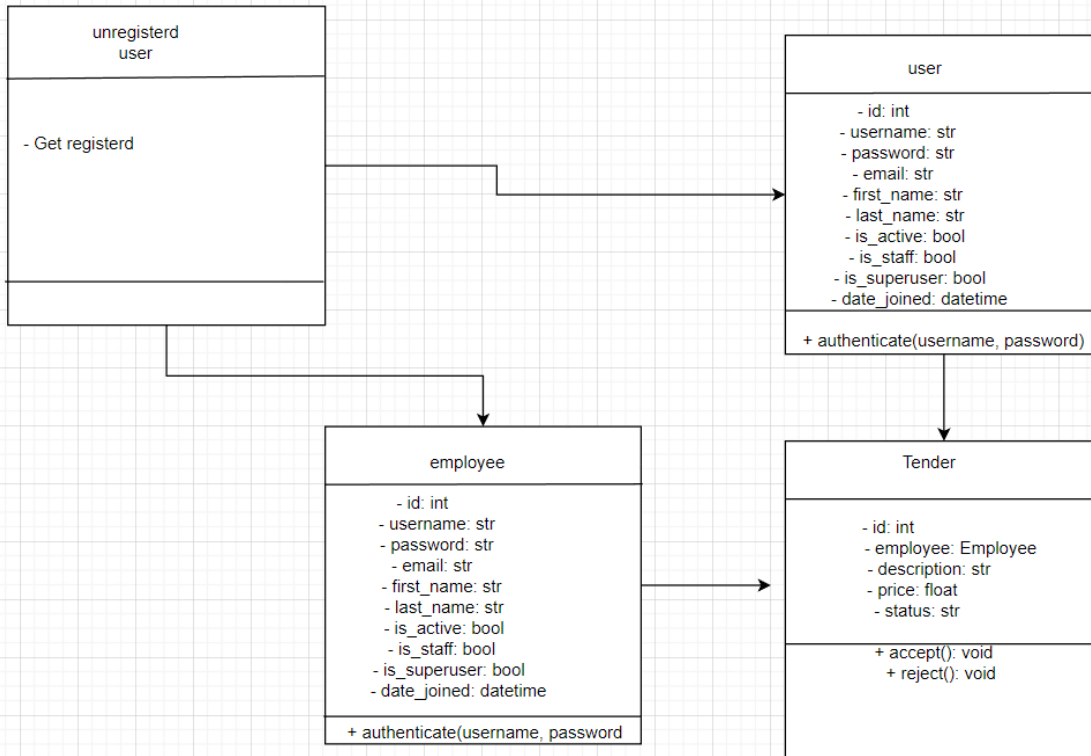 unregisterd
user
- Get registerd
user
- id: int
- username: str
- password: str
- email: str
- first_name: str
- last_name: str
- is_active: bool
- is_staff: bool
- is_superuser: bool
- date_joined: datetime
+ authenticate(username, password)
employee
- id: int
- username: str
- password: str
- email: str
- first_name: str
- last_name: str
- is_active: bool
- is_staff: bool
- is_superuser: bool
- date_joined: datetime
+ authenticate(username, password
Tender
- id: int
- employee: Employee
- description: str
- price: float
- status: str
+ accept(): void
+ reject(): void